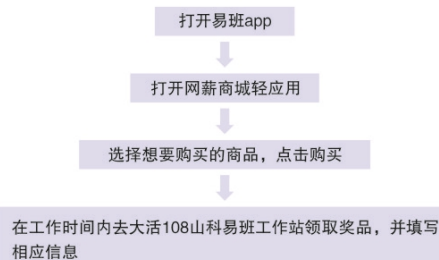 打开易班app
打开网薪商城轻应用
选择想要购买的商品，点击购买
在工作时间内去大活108山科易班工作站领取奖品，并填写
相应信息